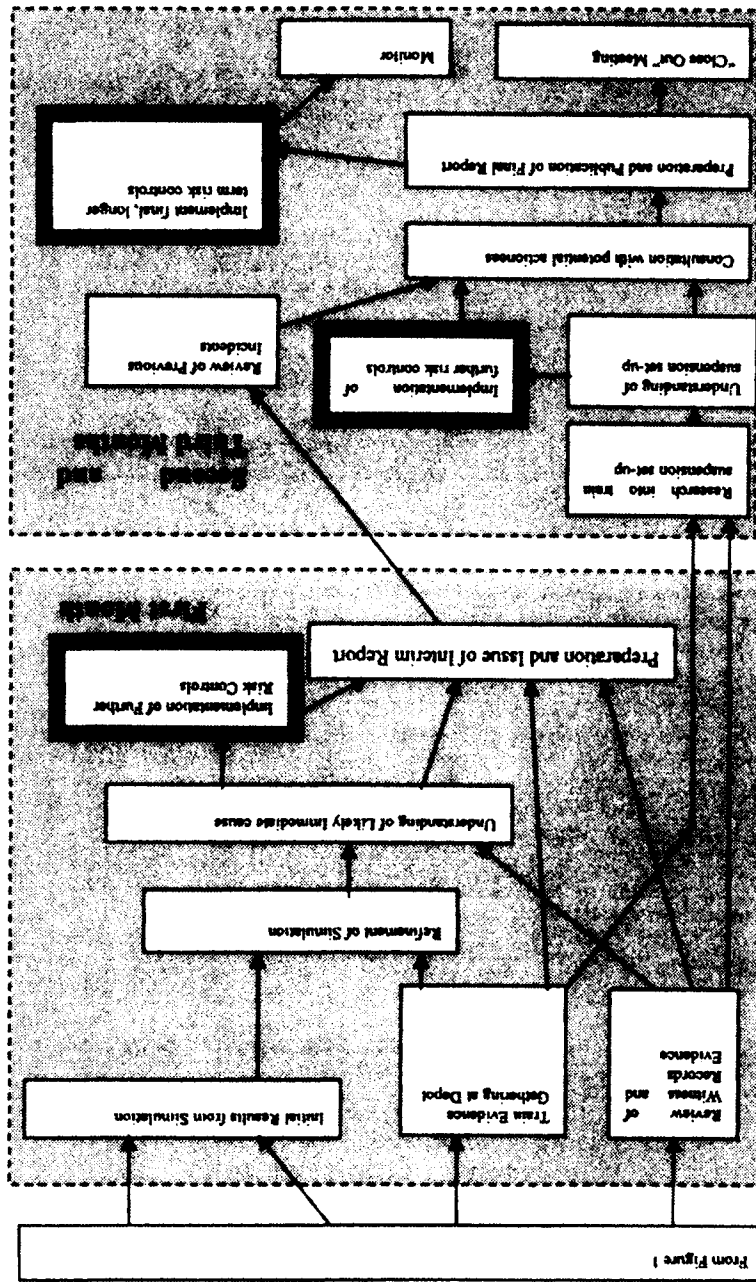 From Figure 1
Review of
Witness and
Records
Evidence
Train Evidence
Gathering at Depot
Initial Results from Simulation
Refinement of Simulation
Understanding of Likely Immediate cause
Implementation of Further
Risk Controls
Preparation and Issue of Interim Report
First Month
Research into train
suspension set-up
Understanding of
suspension set-up
Implementation of
further risk controls
Review of Previous
Incidents
Second and
Third Months
Consultation with potential actionees
Preparation and Publication of Final Report
Implement final, longer
term risk controls
"Close Out" Meeting
Monitor